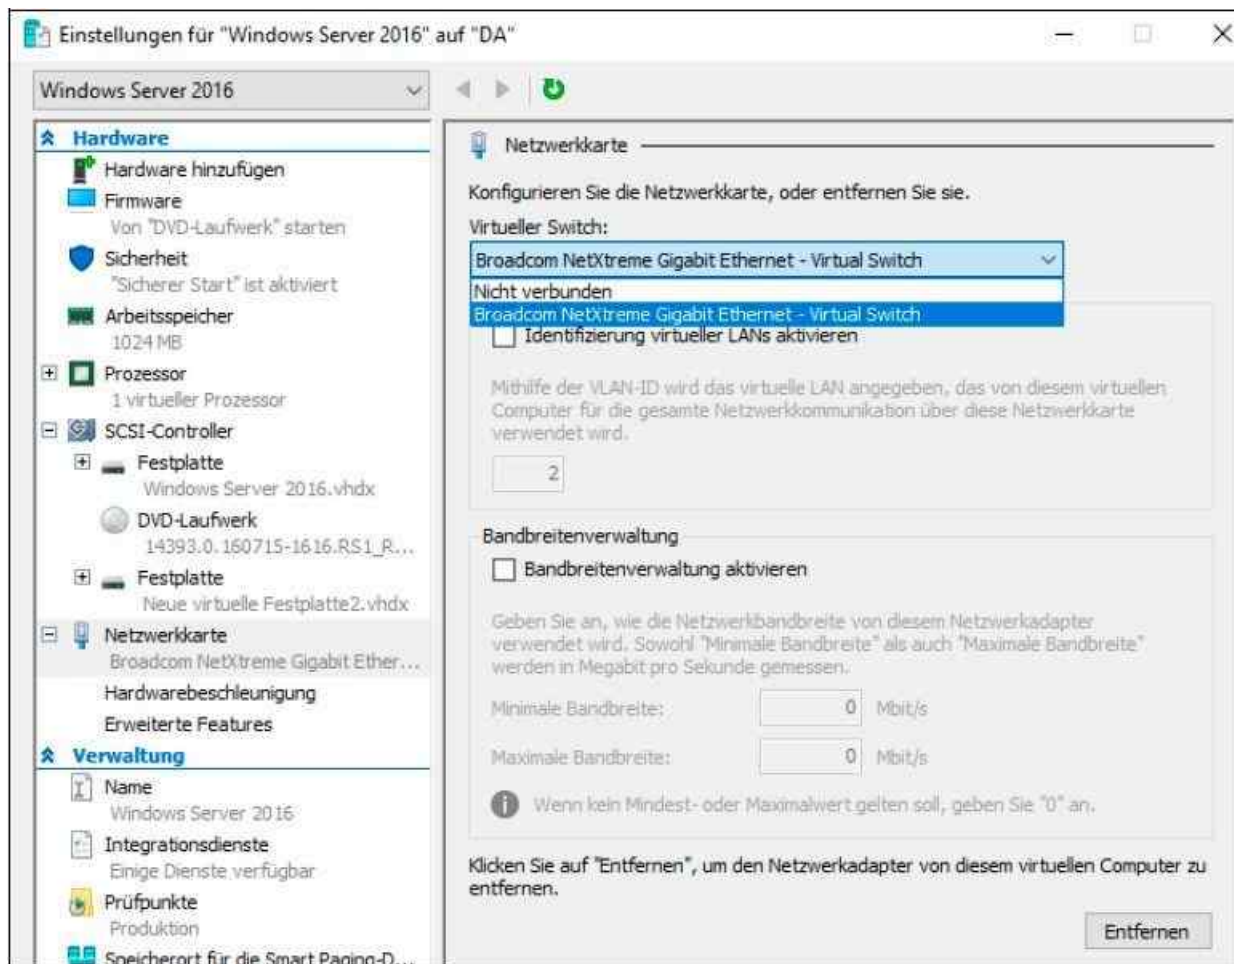 Einstellungen für "Windows Server 2016" auf "DA"
Windows Server 2016
Hardware
Hardware hinzufügen
Firmware
Von "DVD-Laufwerk" starten
Sicherheit
"Sicherer Start" ist aktiviert
Arbeitsspeicher
1024 MB
Prozessor
1 virtueller Prozessor
SCSI-Controller
Festplatte
Windows Server 2016.vhdx
DVD-Laufwerk
14393.0.160715-1616.RS1_R...
Festplatte
Neue virtuelle Festplatte2.vhdx
Netzwerkkarte
Broadcom NetXtreme Gigabit Ether...
Hardwarebeschleunigung
Erweiterte Features
Verwaltung
Name
Windows Server 2016
Integrationsdienste
Einige Dienste verfügbar
Prüfpunkte
Produktion
Speicherort für die Smart Paging-D...
Netzwerkkarte
Konfigurieren Sie die Netzwerkkarte, oder entfernen Sie sie.
Virtueller Switch:
Broadcom NetXtreme Gigabit Ethernet - Virtual Switch
Nicht verbunden
Broadcom NetXtreme Gigabit Ethernet - Virtual Switch
Identifizierung virtueller LANs aktivieren
Mithilfe der VLAN-ID wird das virtuelle LAN angegeben, das von diesem virtuellen
Computer für die gesamte Netzwerkkommunikation über diese Netzwerkkarte
verwendet wird.
2
Bandbreitenverwaltung
Bandbreitenverwaltung aktivieren
Geben Sie an, wie die Netzwerkbandbreite von diesem Netzwerkadapter
verwendet wird. Sowohl "Minimale Bandbreite" als auch "Maximale Bandbreite"
werden in Megabit pro Sekunde gemessen.
Minimale Bandbreite: 0 Mbit/s
Maximale Bandbreite: 0 Mbit/s
Wenn kein Mindest- oder Maximalwert gelten soll, geben Sie "0" an.
Klicken Sie auf "Entfernen", um den Netzwerkadapter von diesem virtuellen Computer zu
entfernen.
Entfernen